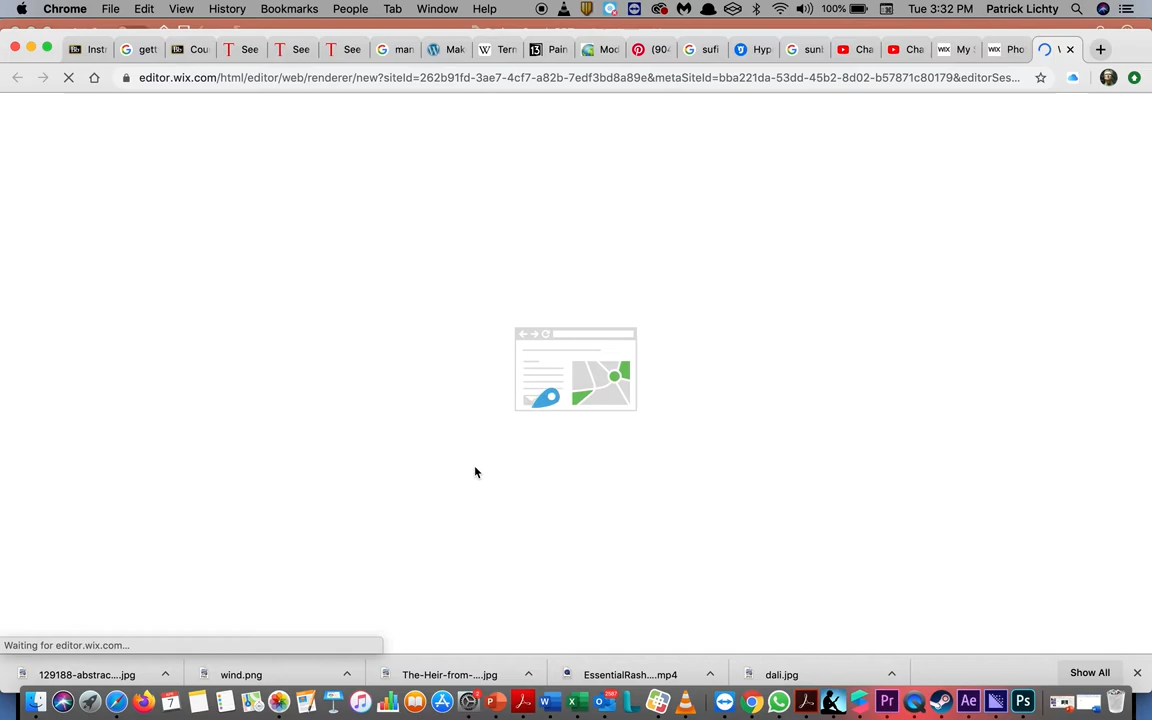 Chrome File Edit View History Bookmarks People Tab Window Help 100% Tue 3:32 PM Patrick Lichty
Inst gett Cou See See See man Mak Tern Pain Mod (904 sufi Hyp sun Cha Cha My Pho
editor.wix.com/html/editor/web/renderer/new?siteId=262b91fd-3ae7-4cf7-a82b-7edf3bd8a89e&metaSiteId=bba221da-53dd-45b2-8d02-b57871c80179&editorSes...
Waiting for editor.wix.com...
129188-abstrac....jpg wind.png The-Heir-from-....jpg EssentialRash....mp4 dali.jpg Show All